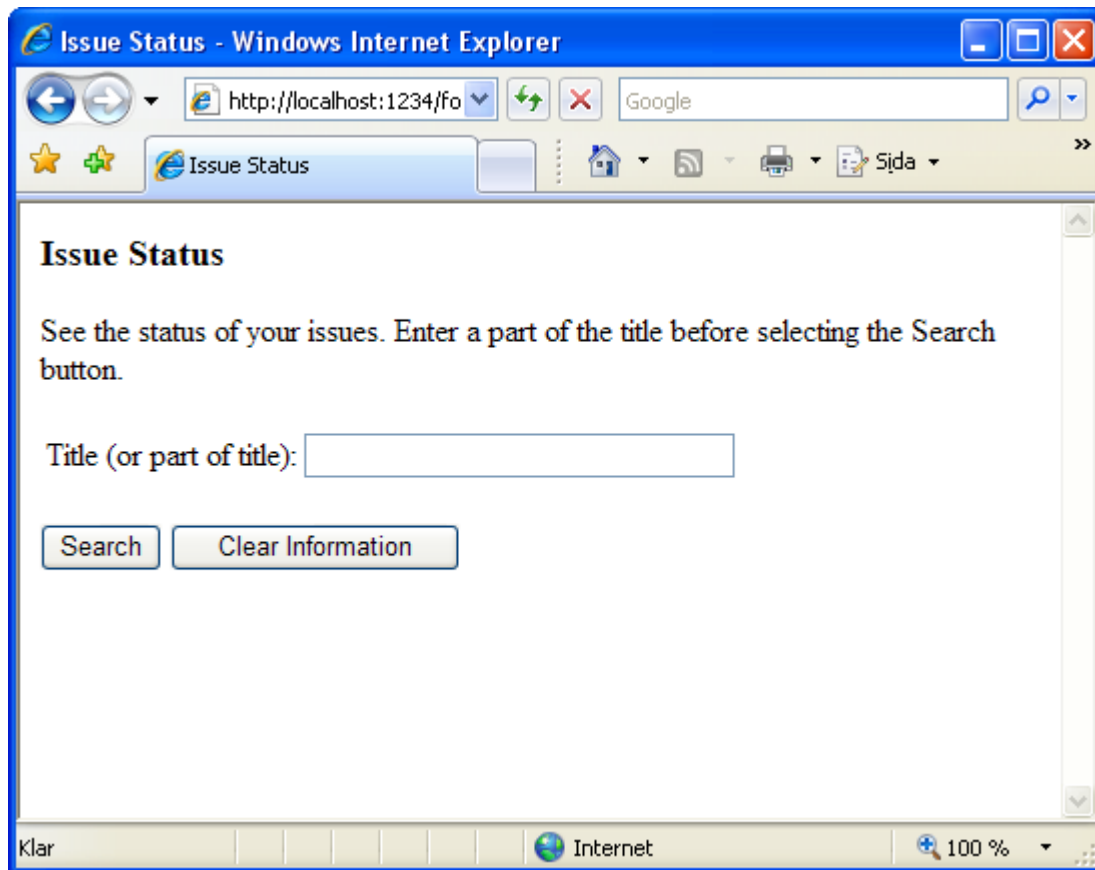 Issue Status - Windows Internet Explorer
http://localhost:1234/fo
Google
Issue Status
Sida
»
Issue Status
See the status of your issues. Enter a part of the title before selecting the Search
button.
Title (or part of title):
Search Clear Information
Klar Internet 100 %